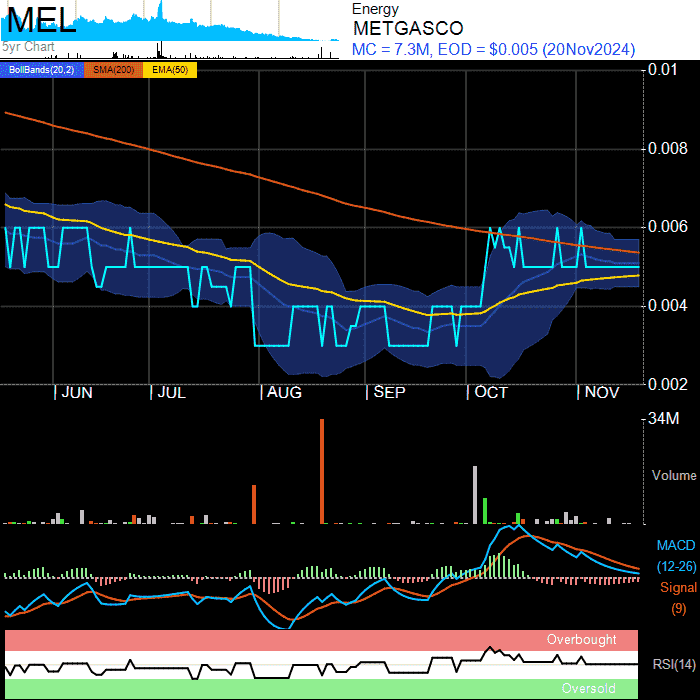 MEL
5yr Chart
Energy
METGASCO
MC = 7.3M, EOD = $0.005 (20Nov2024)
BollBands(20,2) SMA(200) EMA(50)
0.01
0.008
0.006
0.004
0.002
JUN JUL AUG SEP OCT NOV
34M
Volume
MACD
(12-26)
Signal
(9)
Overbought
RSI(14)
Oversold